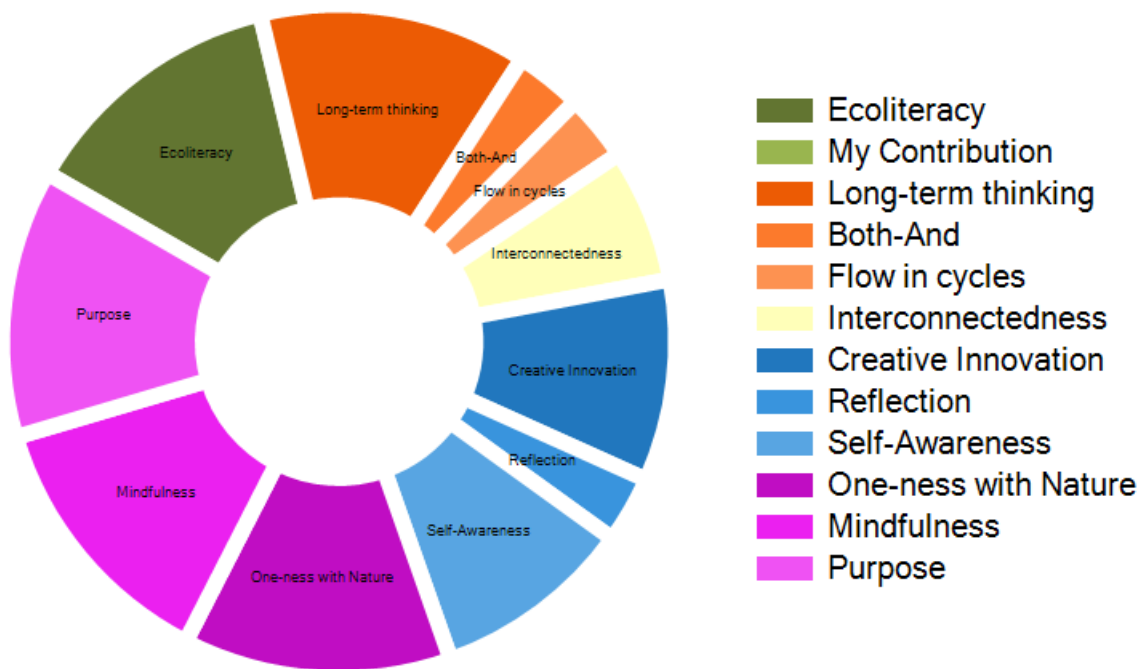 Long-term thinking
Ecoliteracy
Both-And
Flow in cycles
Interconnectedness
Purpose
Creative Innovation
Reflection
Mindfulness
Self-Awareness
One-ness with Nature
Ecoliteracy
My Contribution
Long-term thinking
Both-And
Flow in cycles
Interconnectedness
Creative Innovation
Reflection
Self-Awareness
One-ness with Nature
Mindfulness
Purpose